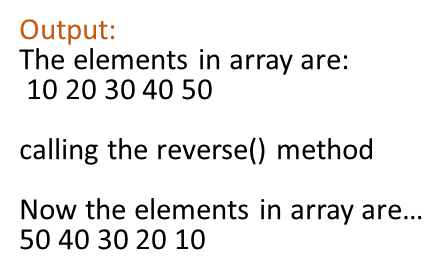 Output:
The elements in array are:
10 20 30 40 50
calling the reverse() method
Now the elements in array are...
50 40 30 20 10